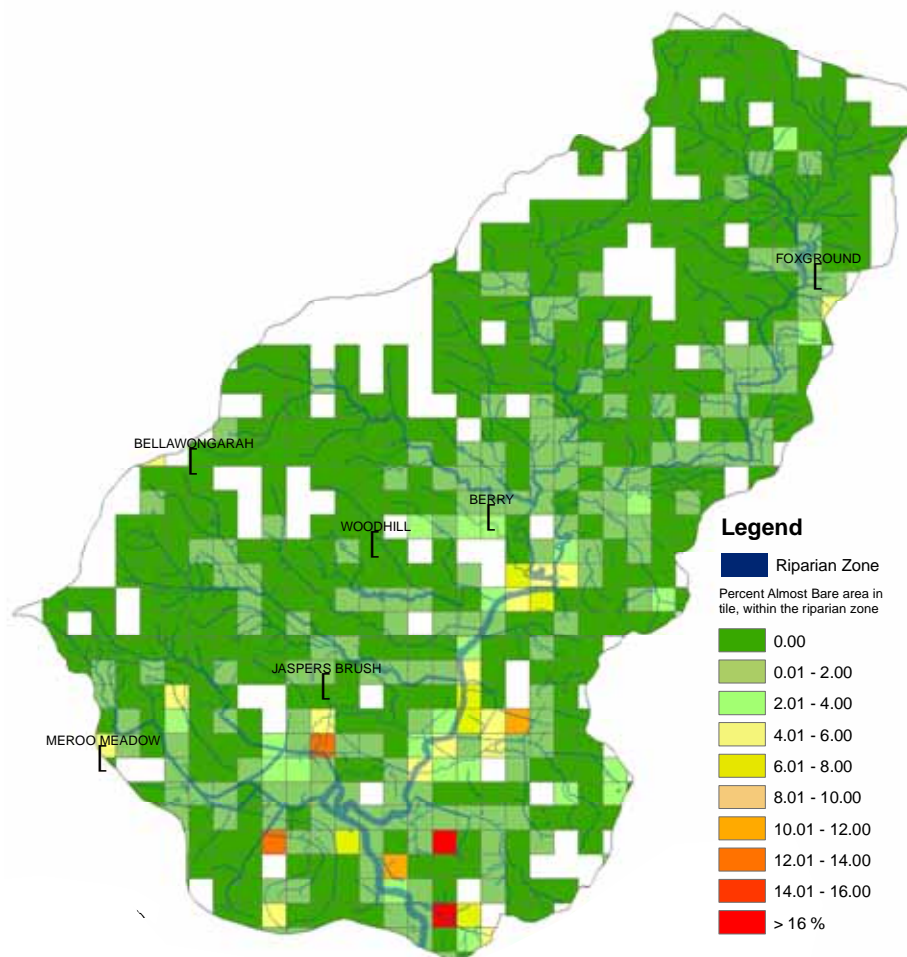 FOXGROUND
BELLAWONGARAH
BERRY
WOODHILL
JASPERS BRUSH
MEROO MEADOW
Legend
Riparian Zone
Percent Almost Bare area in
tile, within the riparian zone
0.00
0.01 - 2.00
2.01 - 4.00
4.01 - 6.00
6.01 - 8.00
8.01 - 10.00
10.01 - 12.00
12.01 - 14.00
14.01 - 16.00
> 16 %